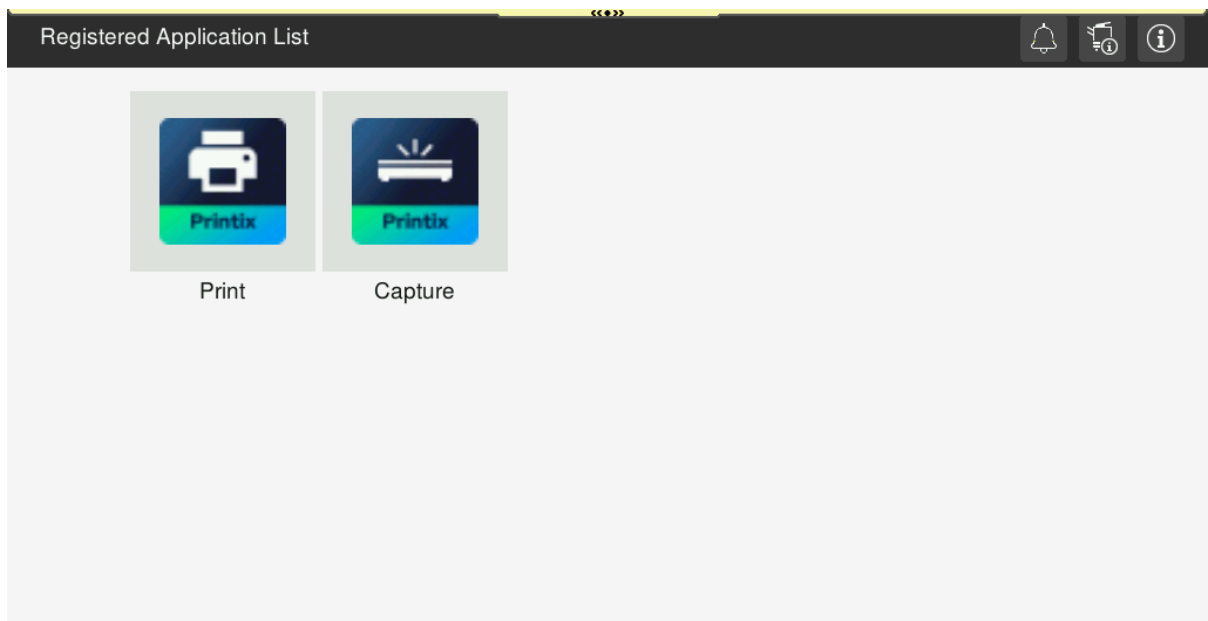 Registered Application List
Printix
Printix
Print
Capture